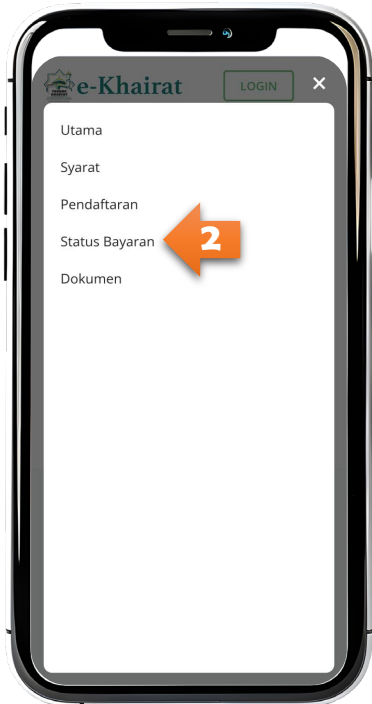 e-Khairat
LOGIN
Utama
Syarat
Pendaftaran
Status Bayaran
2
Dokumen